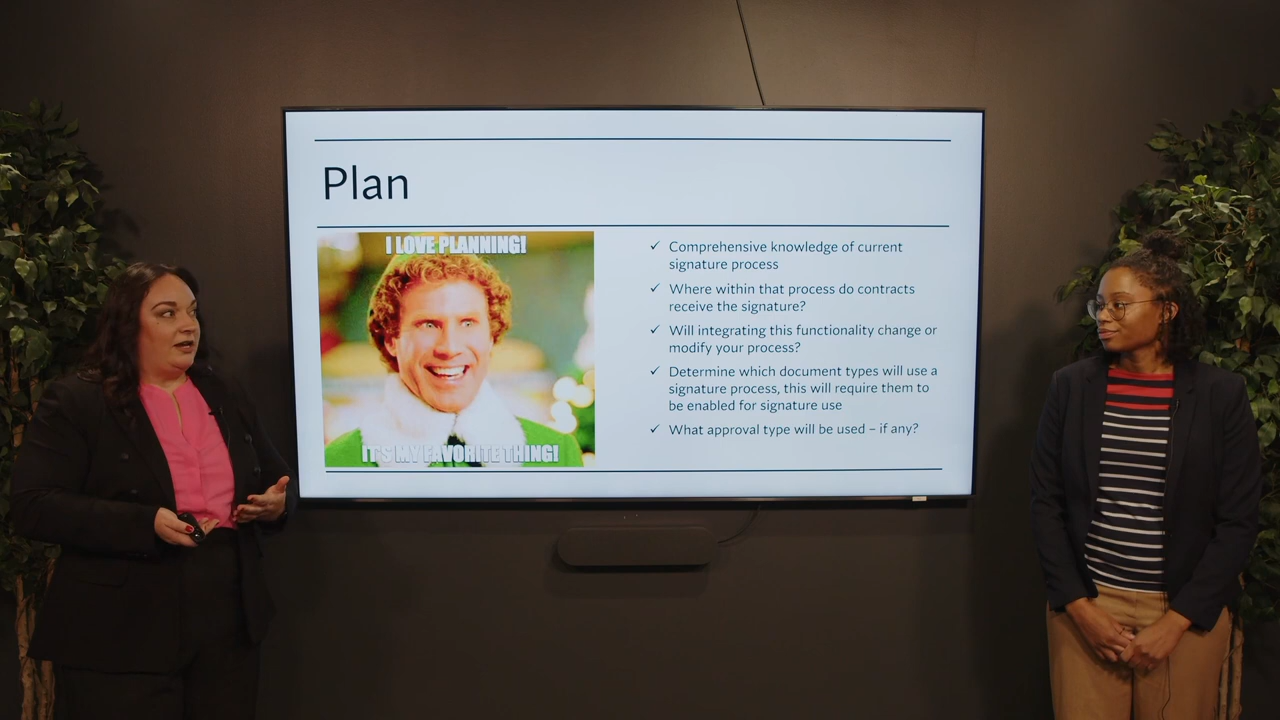 Plan
I LOVE PLANNING!
IT'S MY FAVORITE THING!
✓ Comprehensive knowledge of current
signature process
✓ Where within that process do contracts
receive the signature?
✓ Will integrating this functionality change or
modify your process?
✓ Determine which document types will use a
signature process, this will require them to
be enabled for signature use
✓ What approval type will be used – if any?